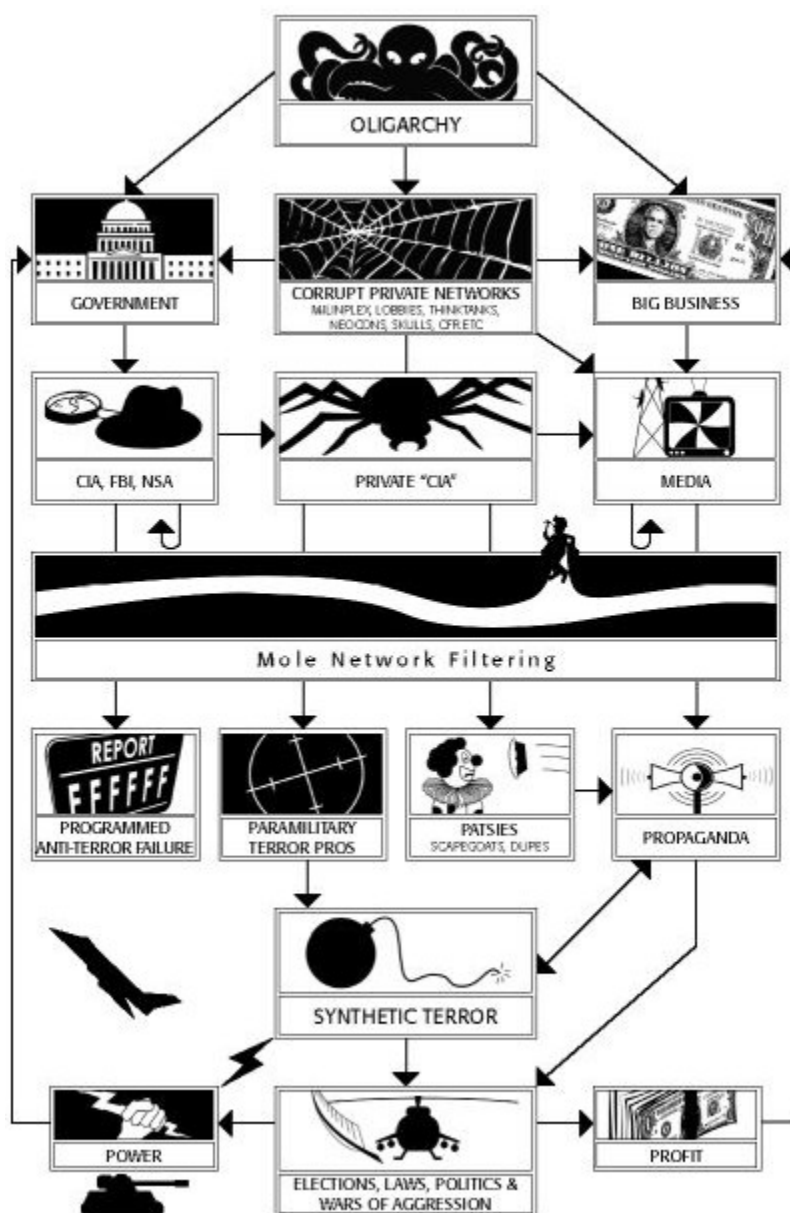 OLIGARCHY
GOVERNMENT
CORRUPT PRIVATE NETWORKS
MILINPLEX, LOBBIES, THINKTANKS,
NEOCONS, SKULLS, CFR ETC
BIG BUSINESS
CIA, FBI, NSA
PRIVATE "CIA"
MEDIA
Mole Network Filtering
REPORT
FFFFFF
PROGRAMMED
ANTI-TERROR FAILURE
PARAMILITARY
TERROR PROS
PATSIES
SCAPEGOATS, DUPES
PROPAGANDA
SYNTHETIC TERROR
POWER
ELECTIONS, LAWS, POLITICS &
WARS OF AGGRESSION
PROFIT